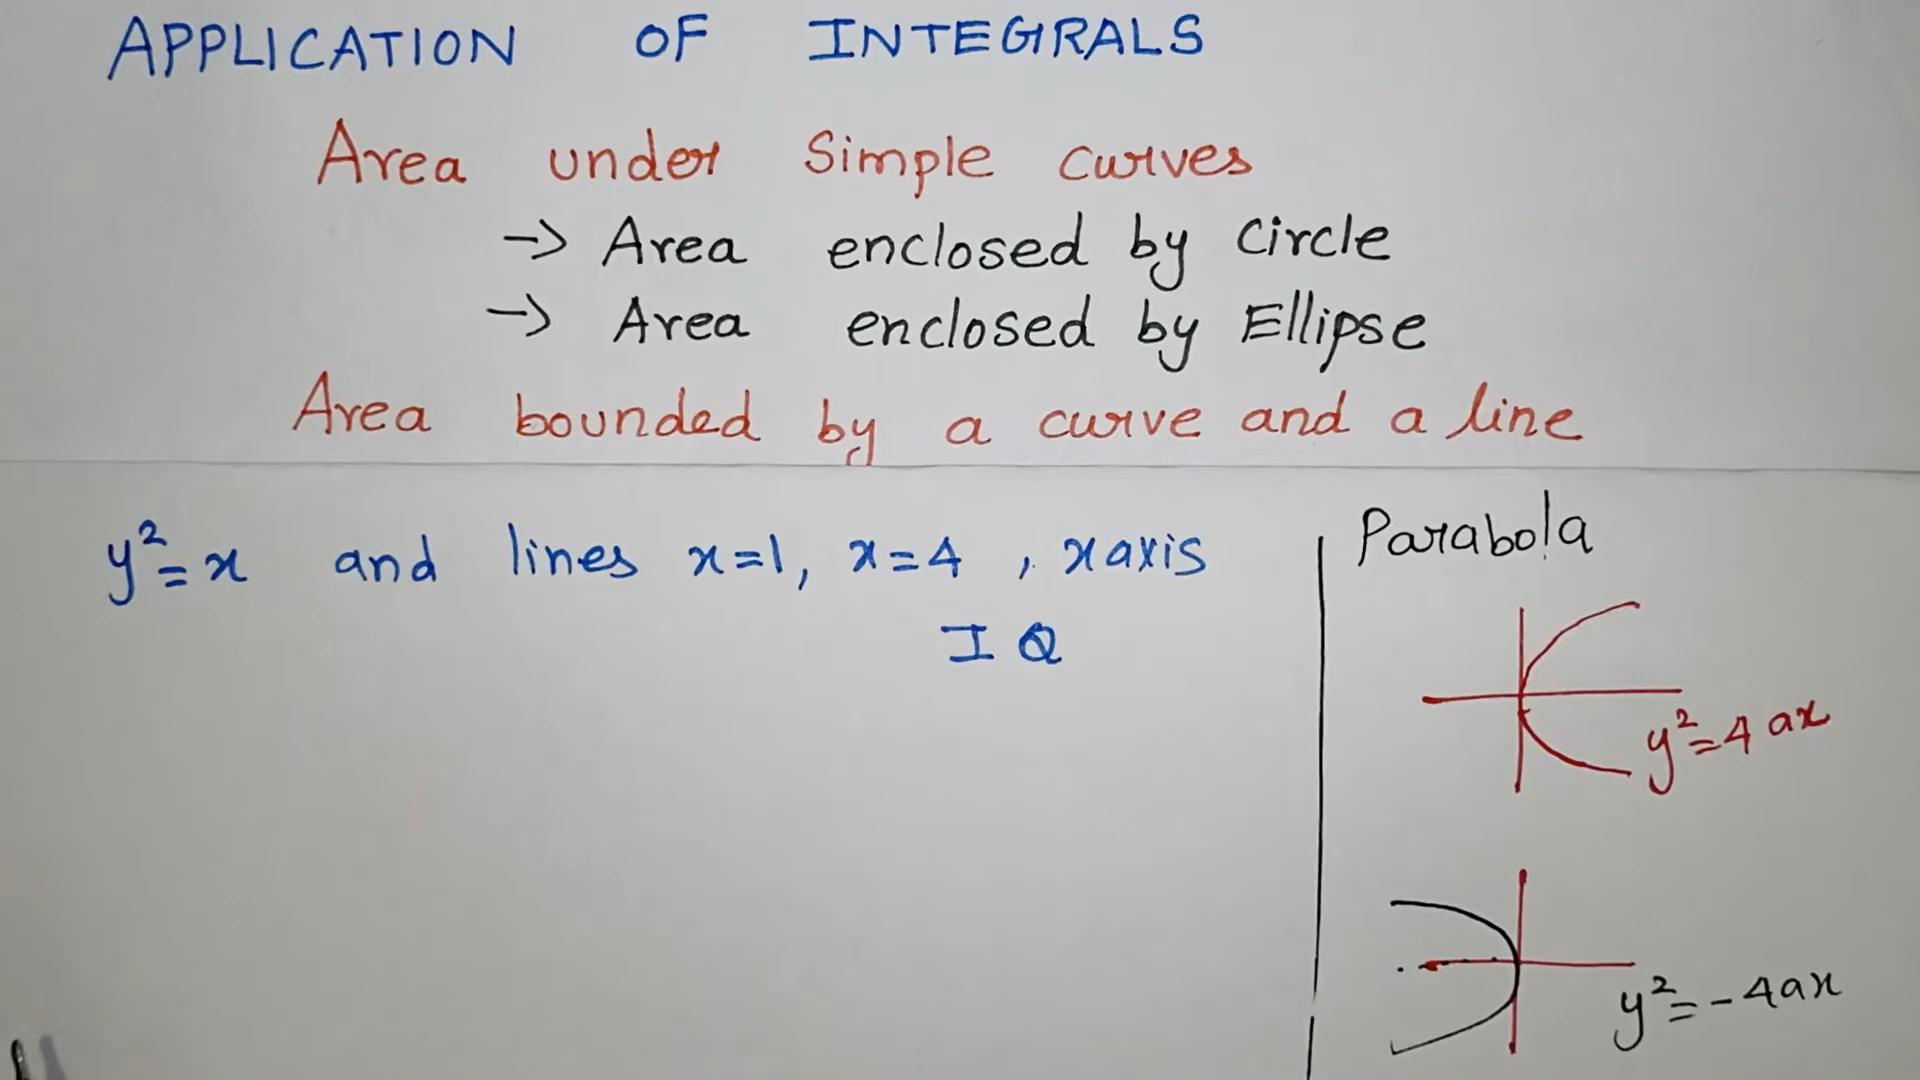 APPLICATION OF INTEGRALS
Area under Simple curves
-> Area enclosed by Circle
-> Area enclosed by Ellipse
Area bounded by a curve and a line
y²=x and lines x=1, x=4, x axis
I Q
Parabola
y²=4ax
y²=-4ax